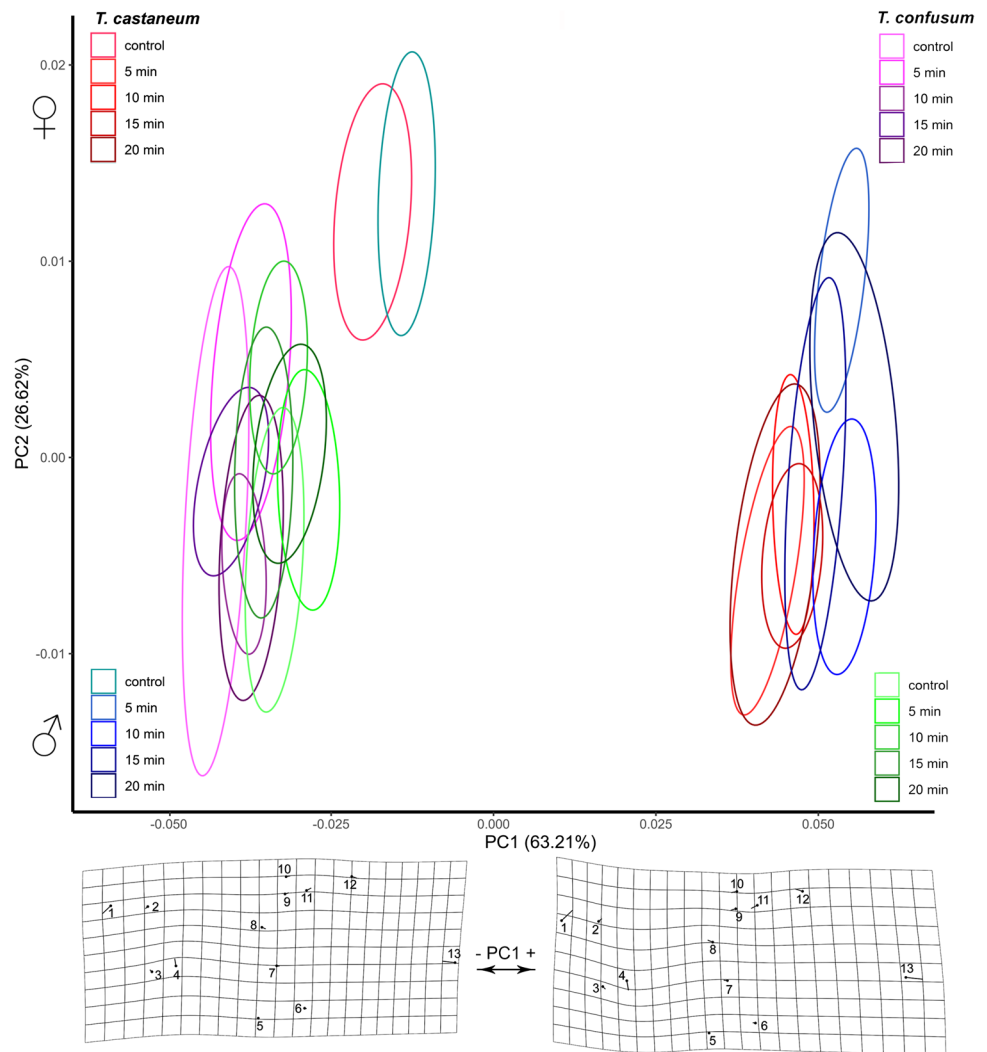 T. castaneum
control
5 min
10 min
15 min
20 min
T. confusum
control
5 min
10 min
15 min
20 min
♀
0.02
0.01
0.00
-0.01
PC2 (26.62%)
control
5 min
10 min
15 min
20 min
♂
control
5 min
10 min
15 min
20 min
-0.050 -0.025 0.000 0.025 0.050
PC1 (63.21%)
10
12
9 11
1 2
8
13
3 4 7
6
5
- PC1 +
10
11 12
9
1 2
8
13
4
3 7
6
5